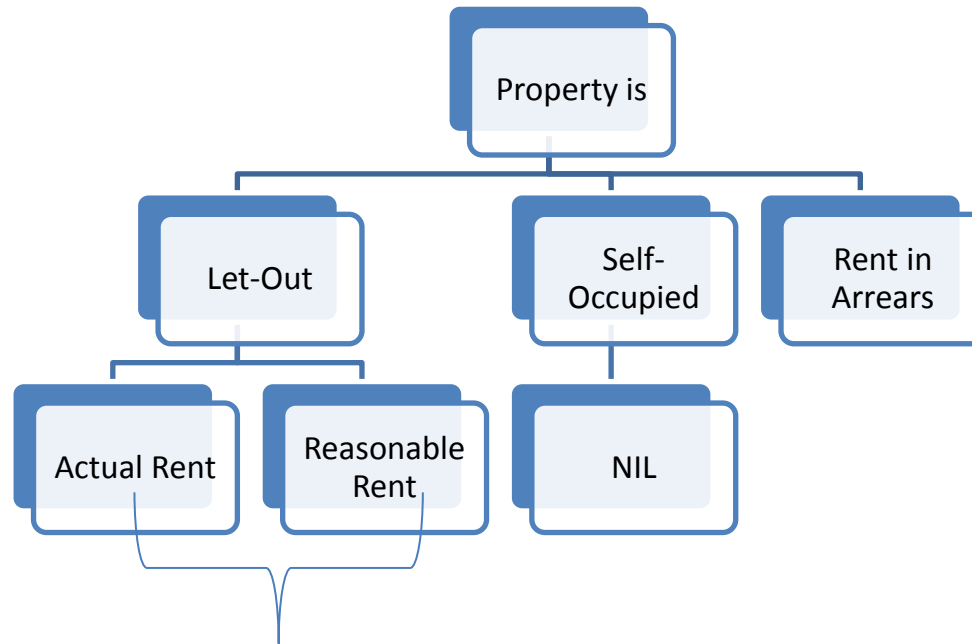 Property is
Let-Out
Self-
Occupied
Rent in
Arrears
Actual Rent
Reasonable
Rent
NIL